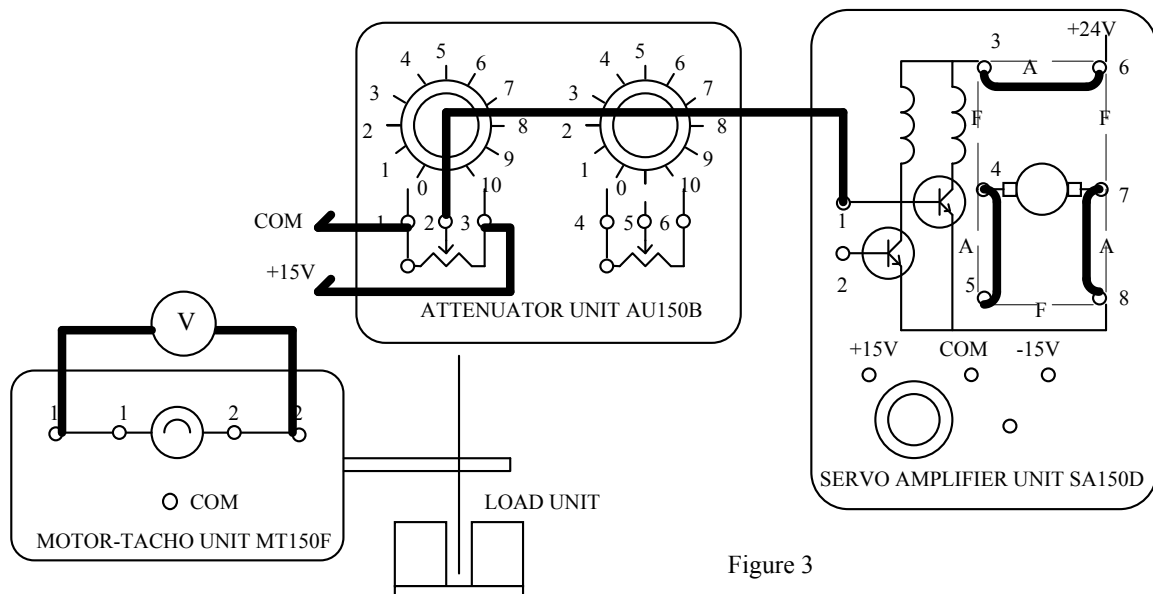 5
4 6
3 7
2 8
1 9
0 10
1 2 3
COM
+15V
5
4 6
3 7
2 8
1 9
0 10
4 5 6
ATTENUATOR UNIT AU150B
+24V
3 A 6
F F
4 7
1
A A
2
5 8
F
+15V COM -15V
SERVO AMPLIFIER UNIT SA150D
V
1 1 2 2
COM
MOTOR-TACHO UNIT MT150F
LOAD UNIT
Figure 3